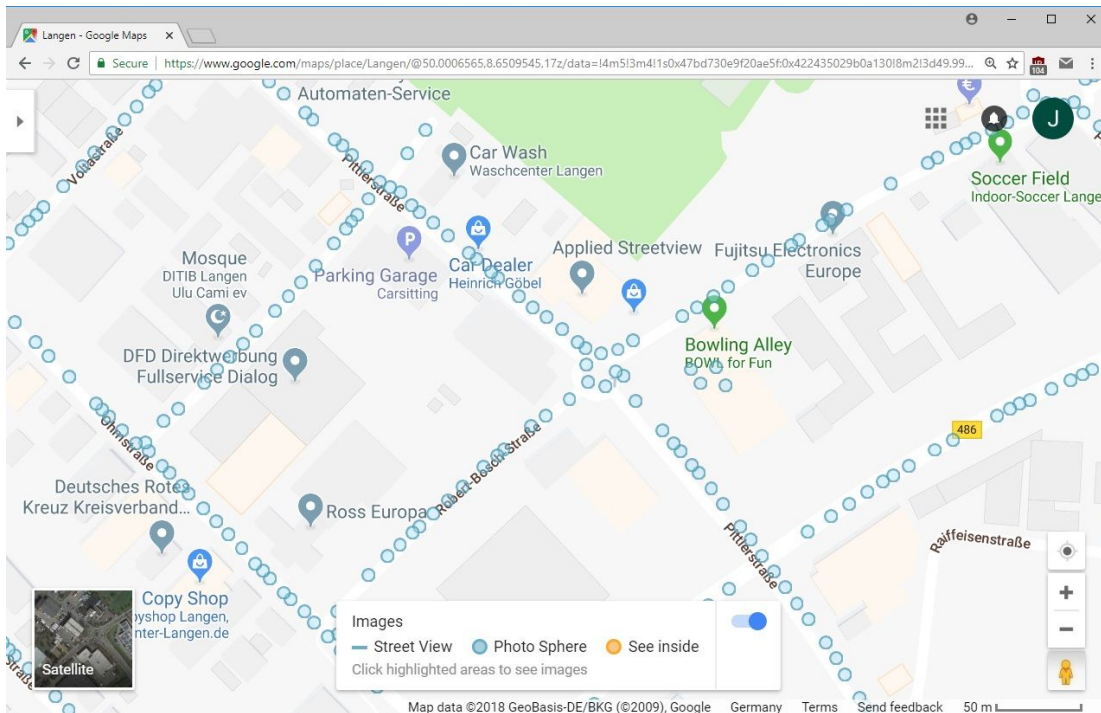 Langen - Google Maps
Secure | https://www.google.com/maps/place/Langen/@50.0006565,8.6509545,17z/data=!4m5!3m4!1s0x47bd730e9f20ae5f:0x422435029b0a130!8m2!3d49.99...
104
J
Automaten-Service
Voltastraße
Pittlerstraße
Car Wash
Waschcenter Langen
Soccer Field
Indoor-Soccer Lange
Mosque
DITIB Langen
Ulu Cami ev
P
Parking Garage
Carsitting
Car Dealer
Heinrich Göbel
Applied Streetview
Fujitsu Electronics
Europe
DFD Direktwerbung
Fullservice Dialog
Bowling Alley
BOWL for Fun
486
Ohmstraße
Robert-Bosch-Straße
Deutsches Rotes
Kreuz Kreisverband...
Ross Europa
Pittlerstraße
Raiffeisenstraße
Copy Shop
pyshop Langen,
nter-Langen.de
Satellite
Images
Street View
Photo Sphere
See inside
Click highlighted areas to see images
Map data ©2018 GeoBasis-DE/BKG (©2009), Google Germany Terms Send feedback 50 m